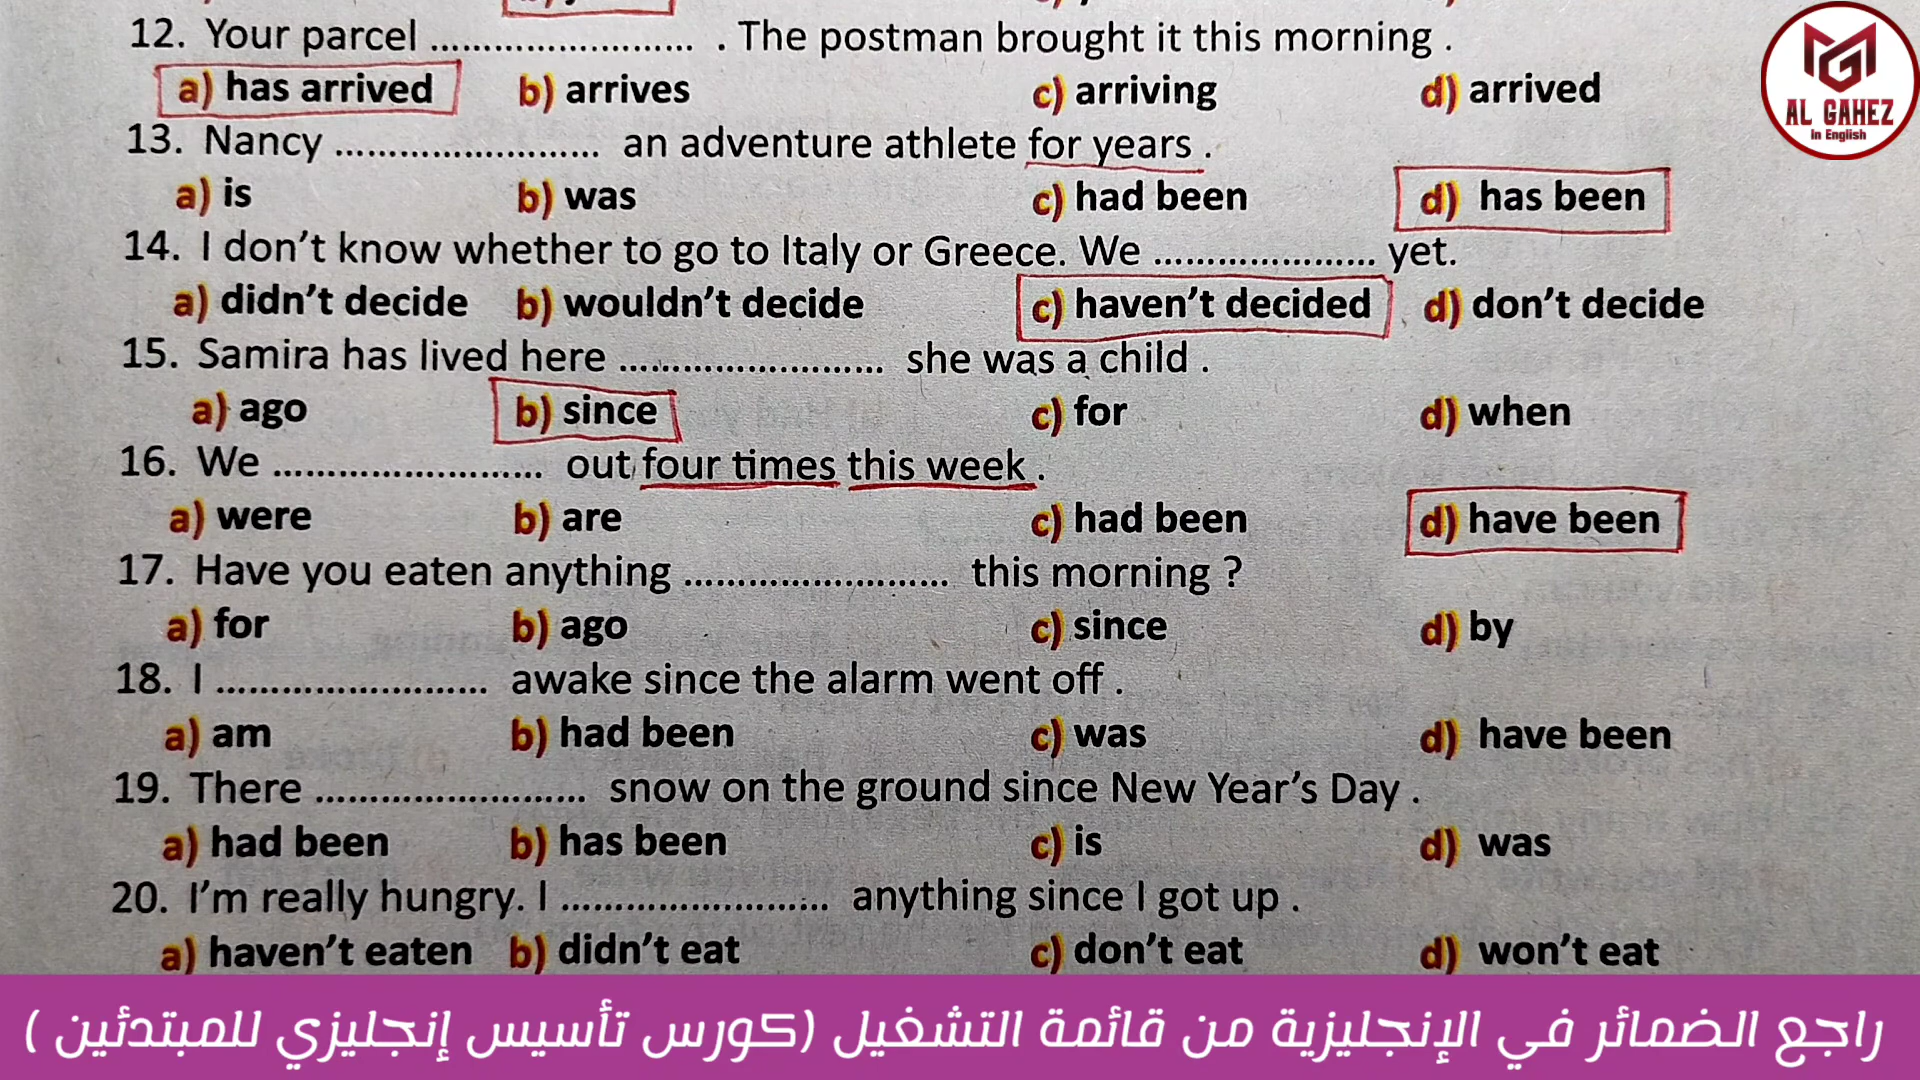 12. Your parcel ........................ . The postman brought it this morning .
a) has arrived b) arrives c) arriving d) arrived
13. Nancy ........................ an adventure athlete for years .
a) is b) was c) had been d) has been
14. I don't know whether to go to Italy or Greece. We .................... yet.
a) didn't decide b) wouldn't decide c) haven't decided d) don't decide
15. Samira has lived here ........................ she was a child .
a) ago b) since c) for d) when
16. We ........................ out four times this week .
a) were b) are c) had been d) have been
17. Have you eaten anything ........................ this morning ?
a) for b) ago c) since d) by
18. I ........................ awake since the alarm went off .
a) am b) had been c) was d) have been
19. There ........................ snow on the ground since New Year's Day .
a) had been b) has been c) is d) was
20. I'm really hungry. I ........................ anything since I got up .
a) haven't eaten b) didn't eat c) don't eat d) won't eat
AL GAHEZ
in English
راجع الضمائر في الإنجليزية من قائمة التشغيل (كورس تأسيس إنجليزي للمبتدئين )